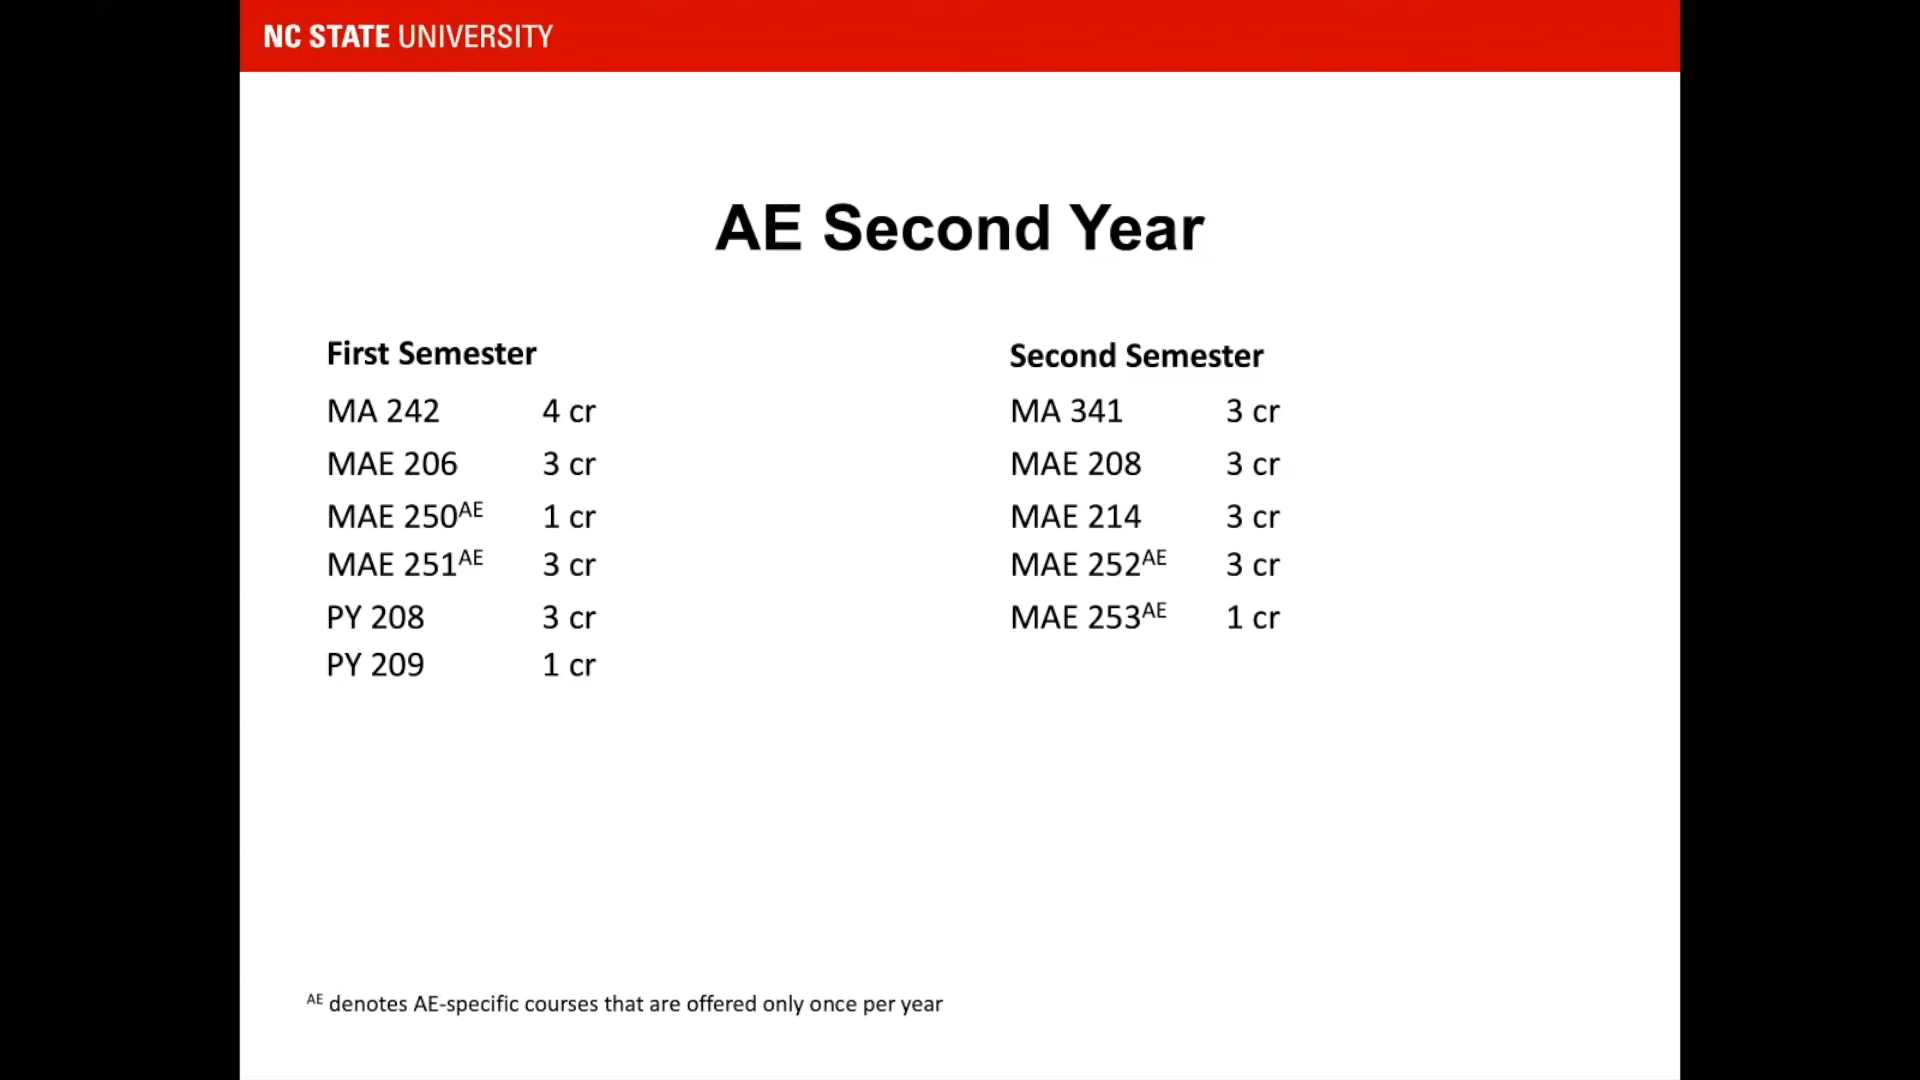 NC STATE UNIVERSITY
AE Second Year
First Semester
MA 242 4 cr
MAE 206 3 cr
MAE 250AE 1 cr
MAE 251AE 3 cr
PY 208 3 cr
PY 209 1 cr
Second Semester
MA 341 3 cr
MAE 208 3 cr
MAE 214 3 cr
MAE 252AE 3 cr
MAE 253AE 1 cr
AE denotes AE-specific courses that are offered only once per year